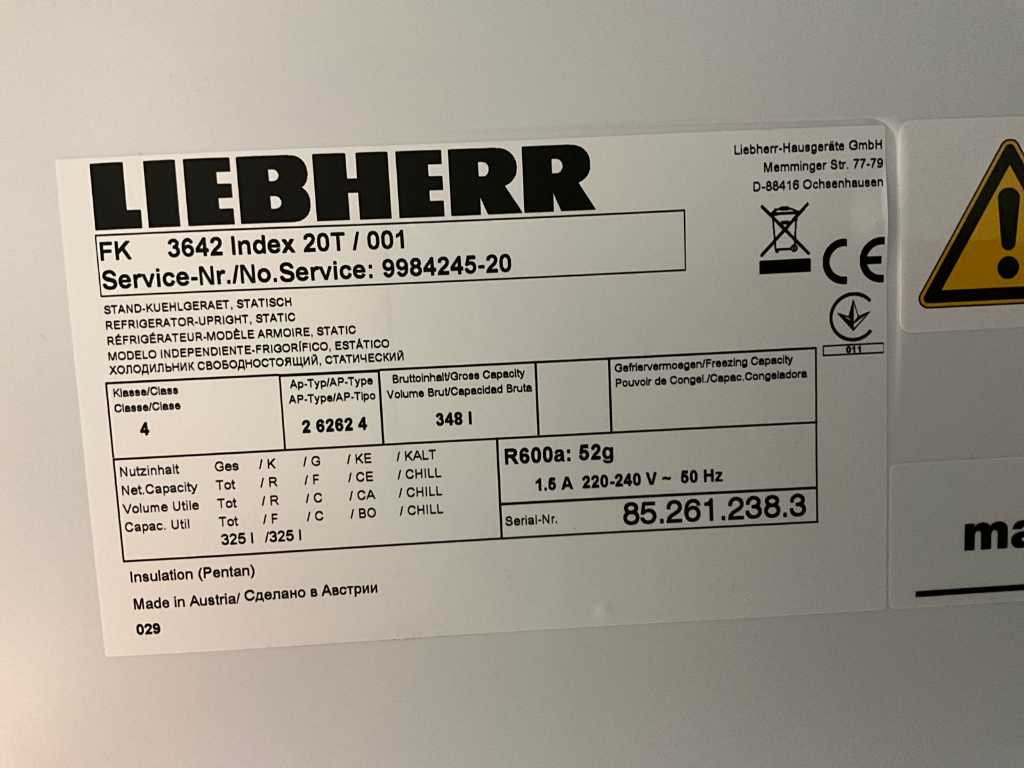 LIEBHERR
Liebherr-Hausgeräte GmbH
Memminger Str. 77-79
D-88416 Ochsenhausen
FK 3642 Index 20T / 001
Service-Nr./No.Service: 9984245-20
CE
011
STAND-KUEHLGERAET, STATISCH
REFRIGERATOR-UPRIGHT, STATIC
RÉFRIGÉRATEUR-MODÈLE ARMOIRE, STATIC
MODELO INDEPENDIENTE-FRIGORÍFICO, ESTÁTICO
ХОЛОДИЛЬНИК СВОБОДНОСТОЯЩИЙ, СТАТИЧЕСКИЙ
Klasse/Class
Classe/Clase
4
Ap-Typ/AP-Type
AP-Type/AP-Tipo
2 6262 4
Bruttoinhalt/Gross Capacity
Volume Brut/Capacidad Bruta
348 l
Gefriervermoegen/Freezing Capacity
Pouvoir de Congel./Capac.Congeladora
Nutzinhalt Ges / K / G / KE / KALT
Net.Capacity Tot / R / F / CE / CHILL
Volume Utile Tot / R / C / CA / CHILL
Capac. Util Tot / F / C / BO / CHILL
325 l /325 l
R600a: 52g
1.5 A 220-240 V ~ 50 Hz
Serial-Nr. 85.261.238.3
Insulation (Pentan)
Made in Austria/ Сделано в Австрии
029
ma